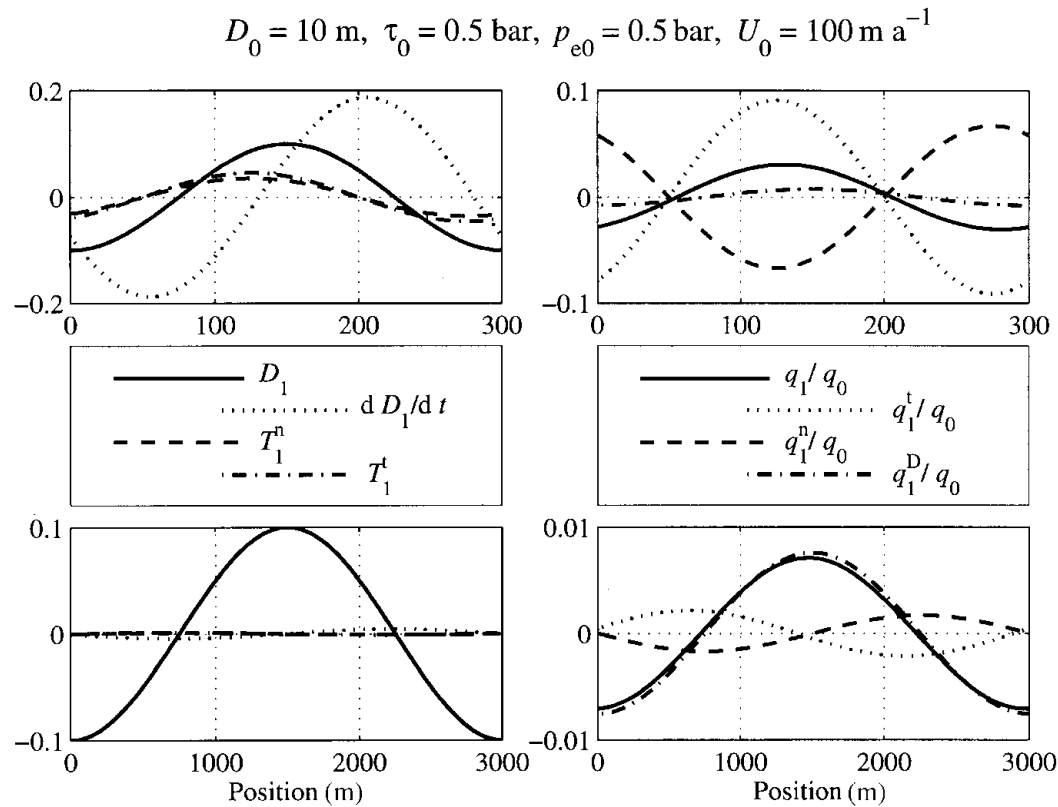 D₀ = 10 m, τ₀ = 0.5 bar, pₑ₀ = 0.5 bar, U₀ = 100 m a⁻¹
0.2
0
−0.2
0 100 200 300
0.1
0
−0.1
0 100 200 300
D₁
d D₁/d t
T₁ⁿ
T₁ᵗ
q₁/ q₀
q₁ᵗ/ q₀
q₁ⁿ/ q₀
q₁ᴰ/ q₀
0.1
0
−0.1
0 1000 2000 3000
Position (m)
0.01
0
−0.01
0 1000 2000 3000
Position (m)